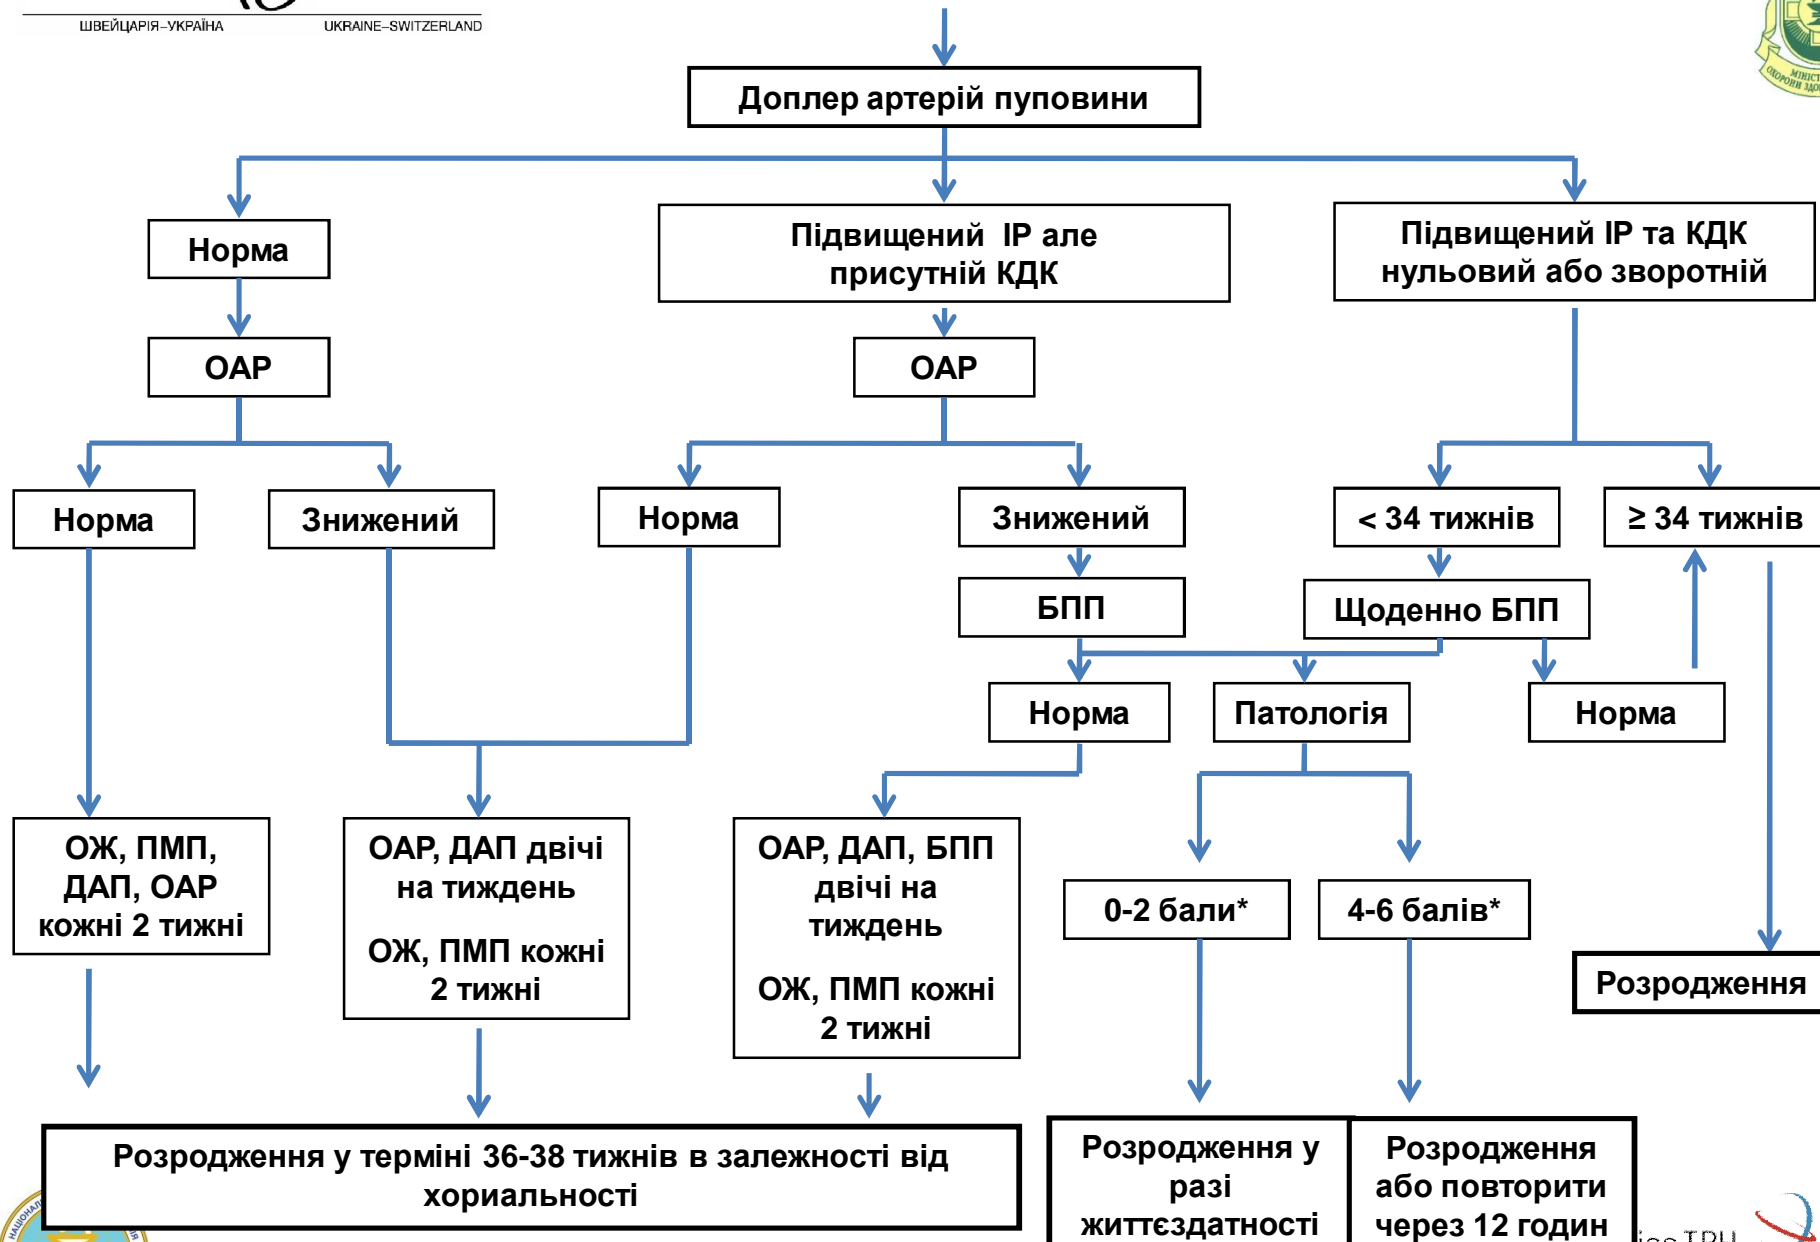 ШВЕЙЦАРІЯ–УКРАЇНА
UKRAINE–SWITZERLAND
Доплер артерій пуповини
Норма
Підвищений ІР але
присутній КДК
Підвищений ІР та КДК
нульовий або зворотній
ОАР
ОАР
Норма
Знижений
Норма
Знижений
< 34 тижнів
≥ 34 тижнів
БПП
Щоденно БПП
Норма
Патологія
Норма
ОЖ, ПМП,
ДАП, ОАР
кожні 2 тижні
ОАР, ДАП двічі
на тиждень
ОЖ, ПМП кожні
2 тижні
ОАР, ДАП, БПП
двічі на
тиждень
ОЖ, ПМП кожні
2 тижні
0-2 бали*
4-6 балів*
Розродження
Розродження у терміні 36-38 тижнів в залежності від
хориальності
Розродження у
разі
життєздатності
Розродження
або повторити
через 12 годин